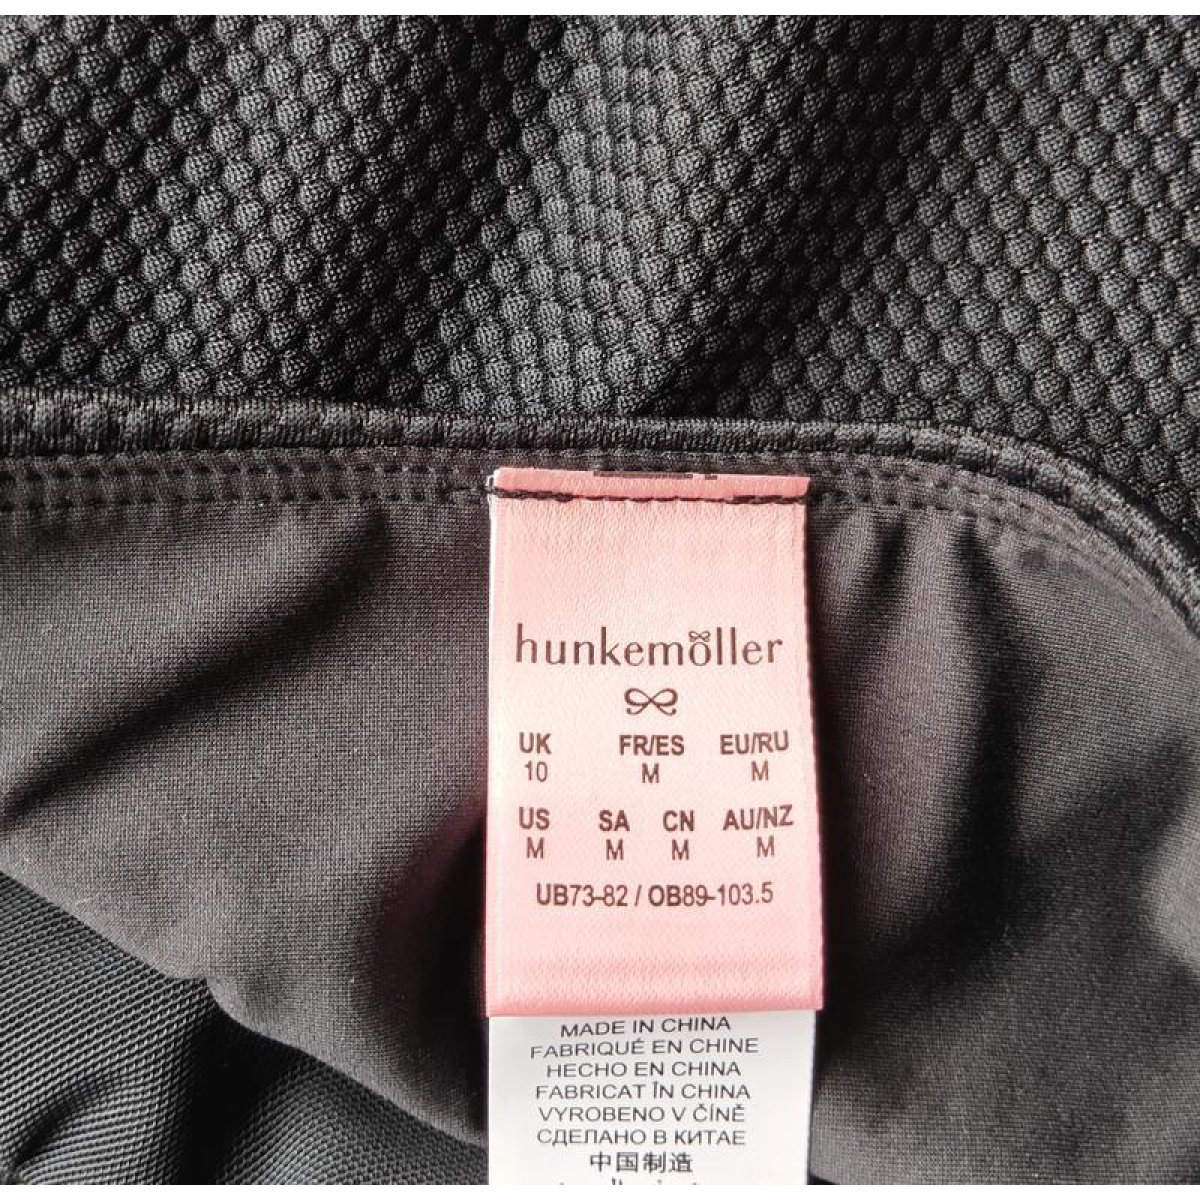 hunkemöller
UK FR/ES EU/RU
10 M M
US SA CN AU/NZ
M M M M
UB73-82 / OB89-103.5
MADE IN CHINA
FABRIQUÉ EN CHINE
HECHO EN CHINA
FABRICAT ÎN CHINA
VYROBENO V ČÍNĚ
СДЕЛАНО В КИТАЕ
中国制造